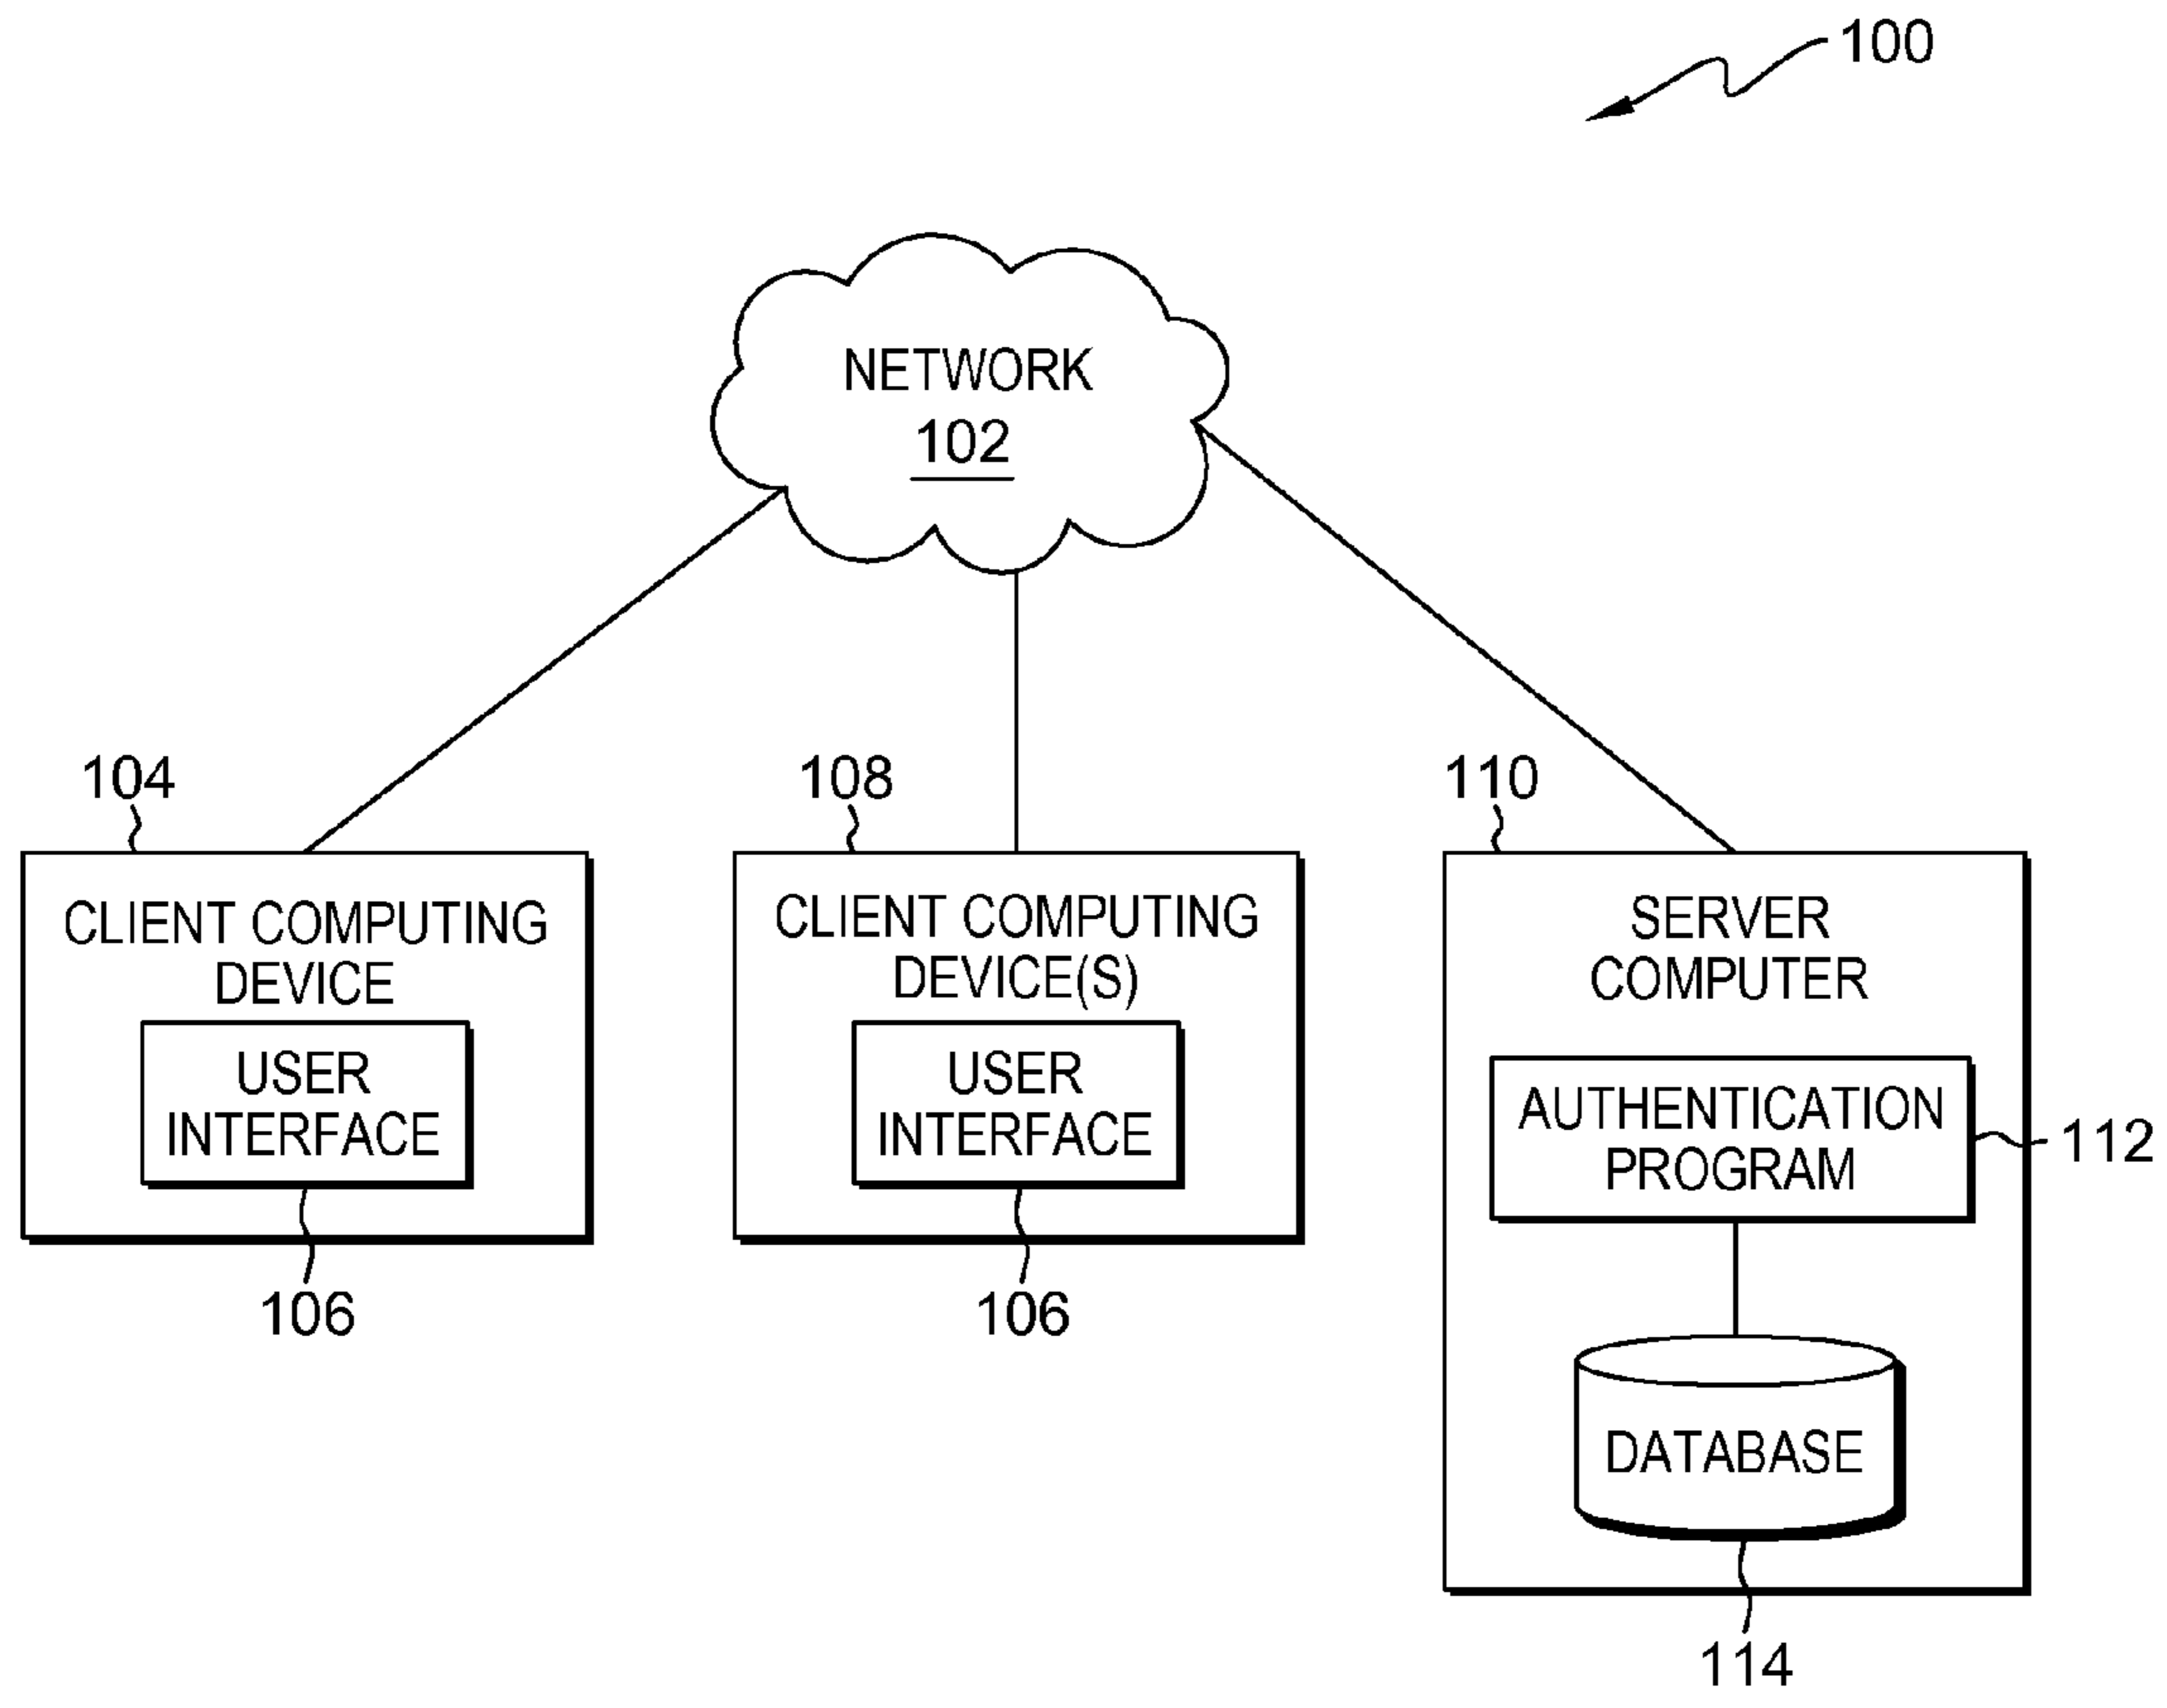 100
NETWORK
102
104
CLIENT COMPUTING
DEVICE
USER
INTERFACE
106
108
CLIENT COMPUTING
DEVICE(S)
USER
INTERFACE
106
110
SERVER
COMPUTER
AUTHENTICATION
PROGRAM
112
DATABASE
114